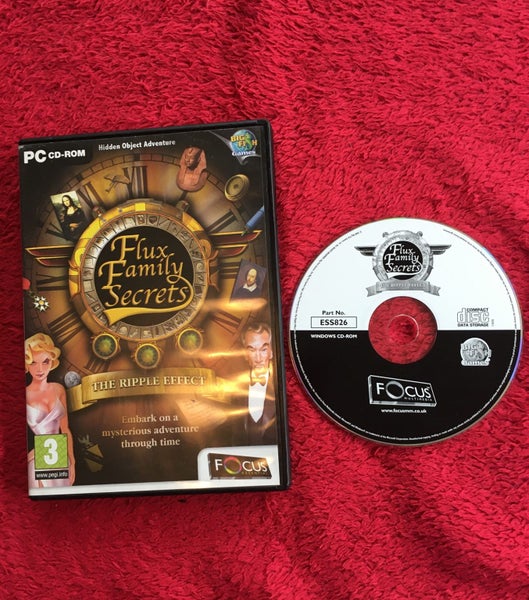 PC CD-ROM
Hidden Object Adventure
BIG FISH
Games
Flux
Family
Secrets
THE RIPPLE EFFECT
Embark on a
mysterious adventure
through time
3
www.pegi.info
FOCUS
ESSENTIAL
Flux
Family
Secrets
THE RIPPLE EFFECT
Part No.
ESS826
WINDOWS CD-ROM
COMPACT
disc
DATA STORAGE
BIG FISH
Games
FOCUS
MULTIMEDIA
www.focusmm.co.uk